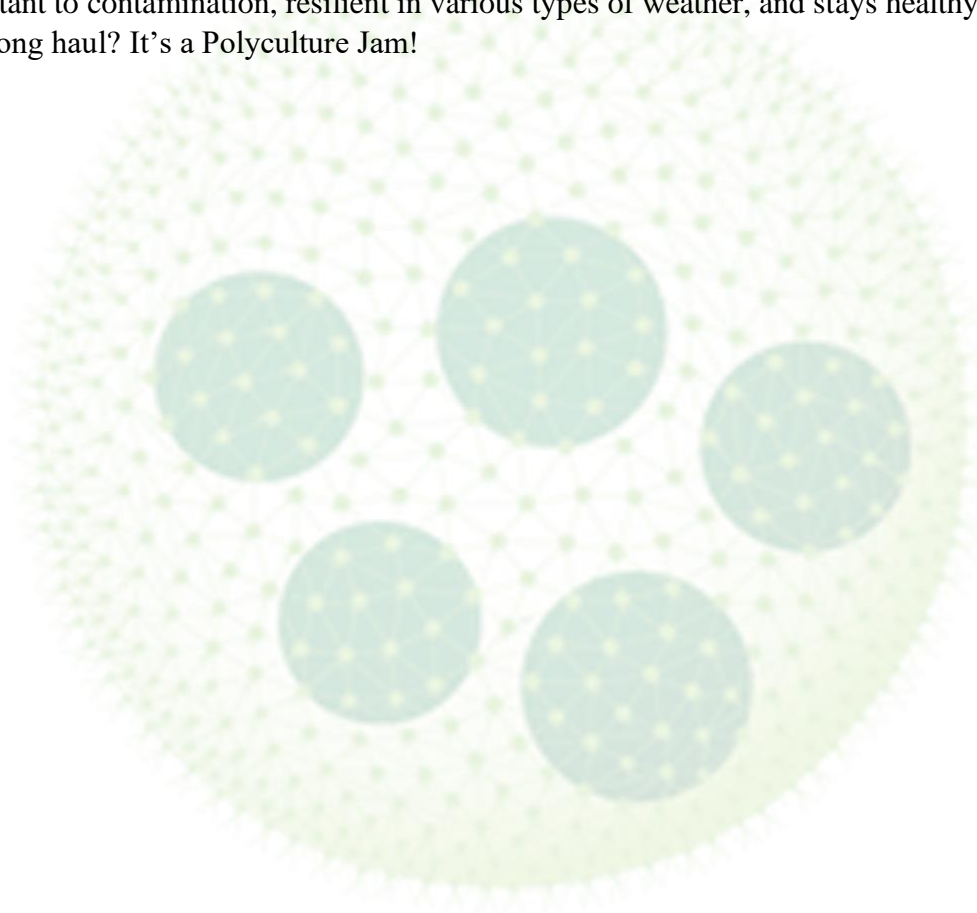 tant to contamination, resilient in various types of weather, and stays healthy
ong haul? It’s a Polyculture Jam!